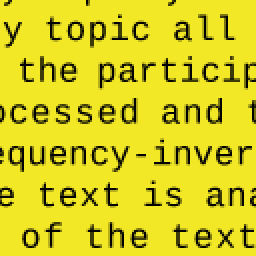 y topic all
the particip
ocessed and t
equency-inver
e text is ana
of the text